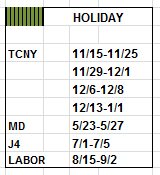 HOLIDAY
TCNY 11/15-11/25
11/29-12/1
12/6-12/8
12/13-1/1
MD 5/23-5/27
J4 7/1-7/5
LABOR 8/15-9/2